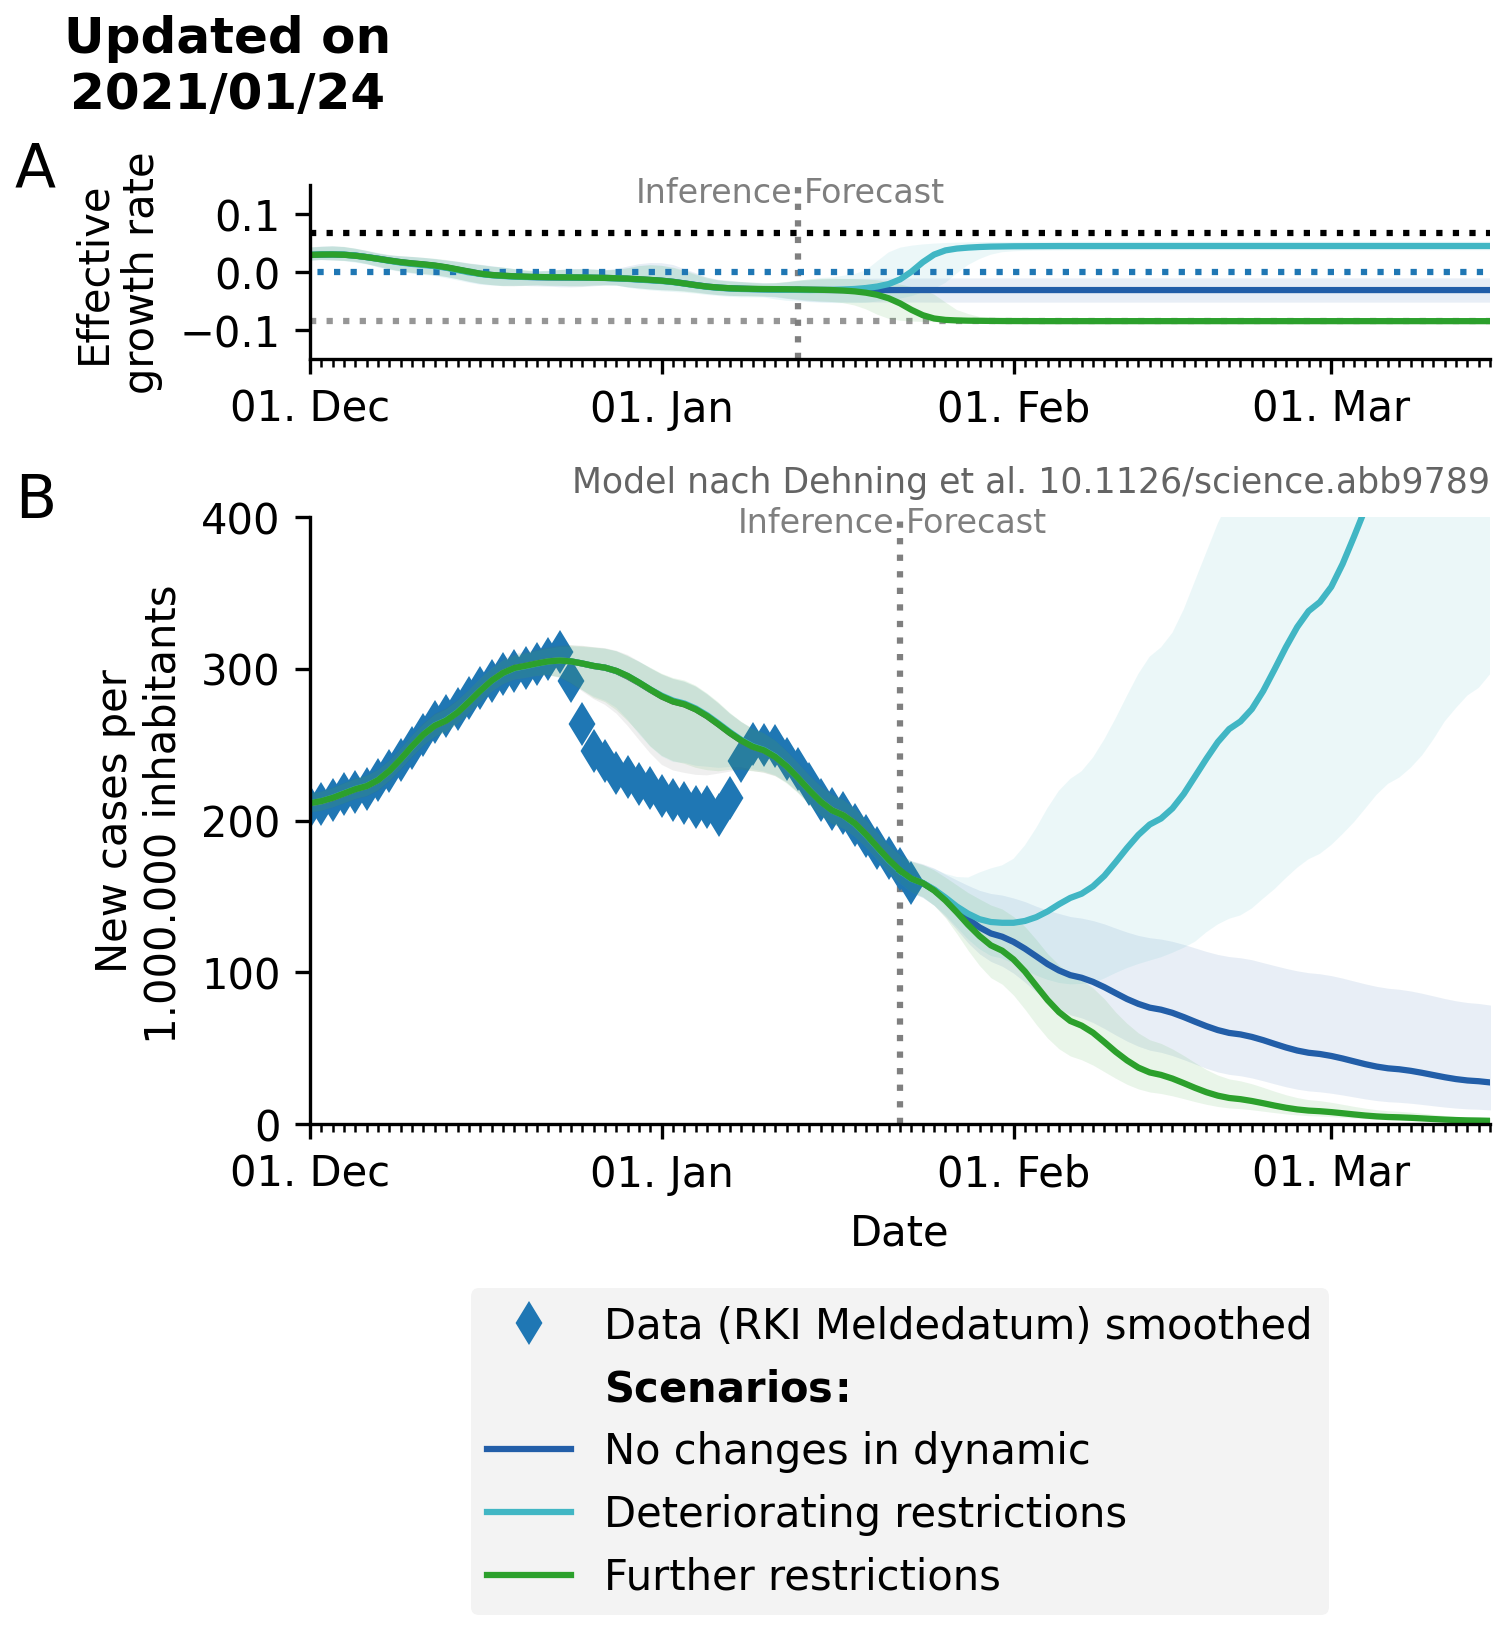 Updated on
2021/01/24
A
Effective
growth rate
Inference Forecast
0.1
0.0
−0.1
01. Dec 01. Jan 01. Feb 01. Mar
B
Model nach Dehning et al. 10.1126/science.abb9789
Inference Forecast
New cases per
1.000.000 inhabitants
400
300
200
100
0
01. Dec 01. Jan 01. Feb 01. Mar
Date
Data (RKI Meldedatum) smoothed
Scenarios:
No changes in dynamic
Deteriorating restrictions
Further restrictions